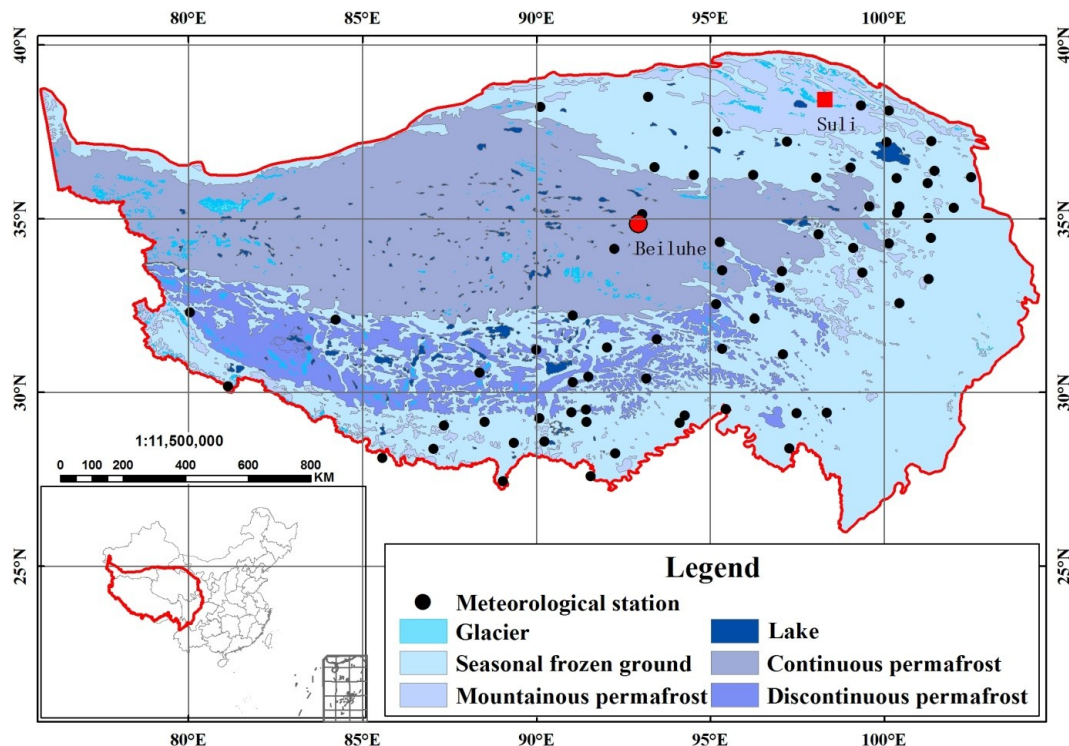 80°E 85°E 90°E 95°E 100°E
40°N 40°N
Suli
35°N 35°N
Beiluhe
30°N 30°N
1:11,500,000
0 100 200 400 600 800
KM
25°N 25°N
Legend
Meteorological station
Glacier Lake
Seasonal frozen ground Continuous permafrost
Mountainous permafrost Discontinuous permafrost
80°E 85°E 90°E 95°E 100°E